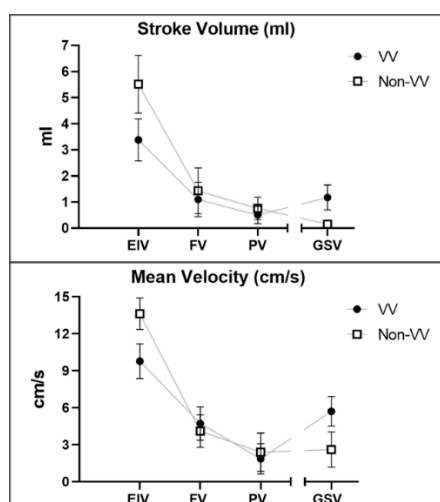 Stroke Volume (ml)
7
6
5
4
3
2
1
0
ml
EIV FV PV GSV
VV
Non-VV
Mean Velocity (cm/s)
15
12
9
6
3
0
cm/s
EIV FV PV GSV
VV
Non-VV